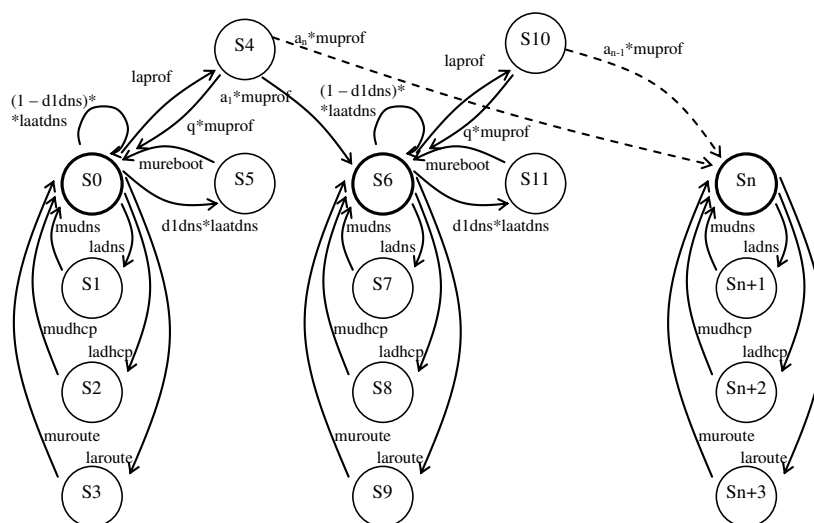 S4
a_n*muprof
S10
a_{n-1}*muprof
laprof
laprof
(1 – d1dns)*
*laatdns
a_1*muprof
(1 – d1dns)*
*laatdns
q*muprof
q*muprof
mureboot
mureboot
S0
S5
S6
S11
Sn
d1dns*laatdns
d1dns*laatdns
mudns
mudns
mudns
ladns
ladns
ladns
S1
S7
Sn+1
mudhcp
mudhcp
mudhcp
ladhcp
ladhcp
ladhcp
S2
S8
Sn+2
muroute
muroute
muroute
laroute
laroute
laroute
S3
S9
Sn+3